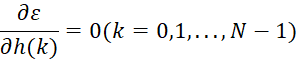 ∂ε/∂h(k) = 0(k = 0,1,...,N − 1)